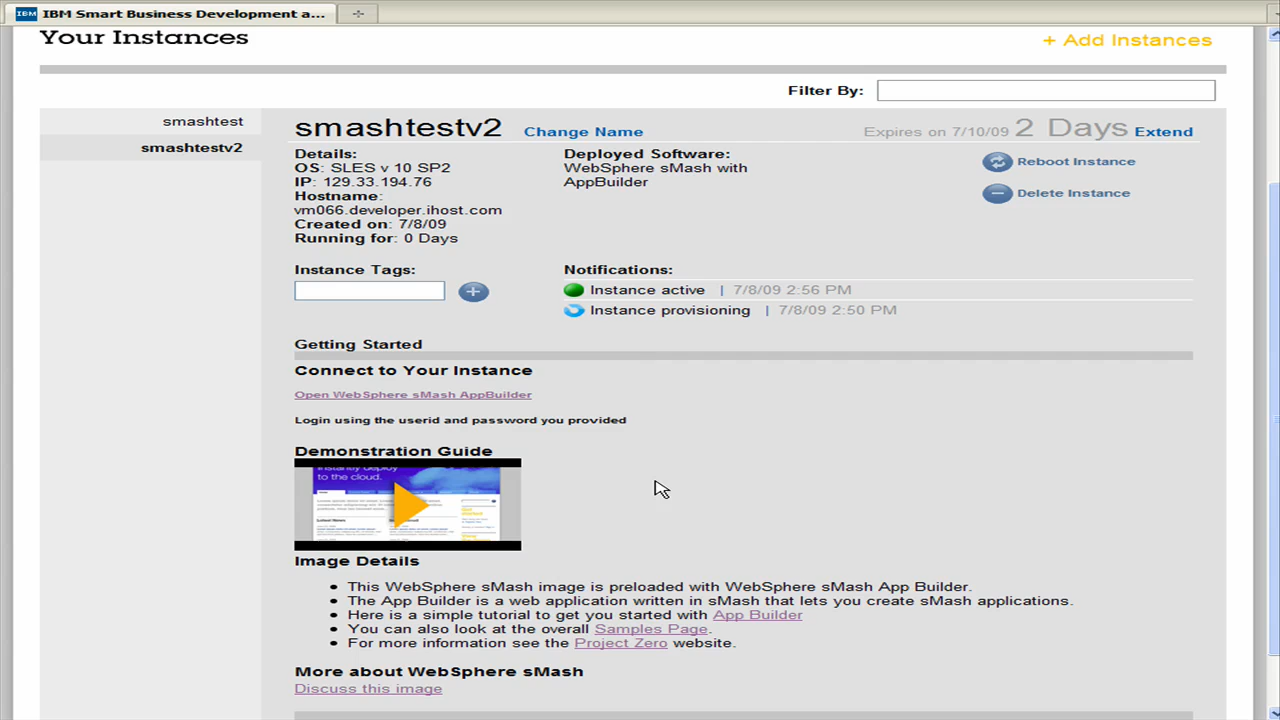 IBM IBM Smart Business Development a...
Your Instances
+ Add Instances
Filter By:
smashtest
smashtestv2
smashtestv2 Change Name
Expires on 7/10/09 2 Days Extend
Details:
OS: SLES v 10 SP2
IP: 129.33.194.76
Hostname:
vm066.developer.ihost.com
Created on: 7/8/09
Running for: 0 Days
Deployed Software:
WebSphere sMash with
AppBuilder
Reboot Instance
Delete Instance
Instance Tags:
Notifications:
Instance active | 7/8/09 2:56 PM
Instance provisioning | 7/8/09 2:50 PM
Getting Started
Connect to Your Instance
Open WebSphere sMash AppBuilder
Login using the userid and password you provided
Demonstration Guide
instantly deploy
to the cloud.
Image Details
• This WebSphere sMash image is preloaded with WebSphere sMash App Builder.
• The App Builder is a web application written in sMash that lets you create sMash applications.
• Here is a simple tutorial to get you started with App Builder
• You can also look at the overall Samples Page.
• For more information see the Project Zero website.
More about WebSphere sMash
Discuss this image